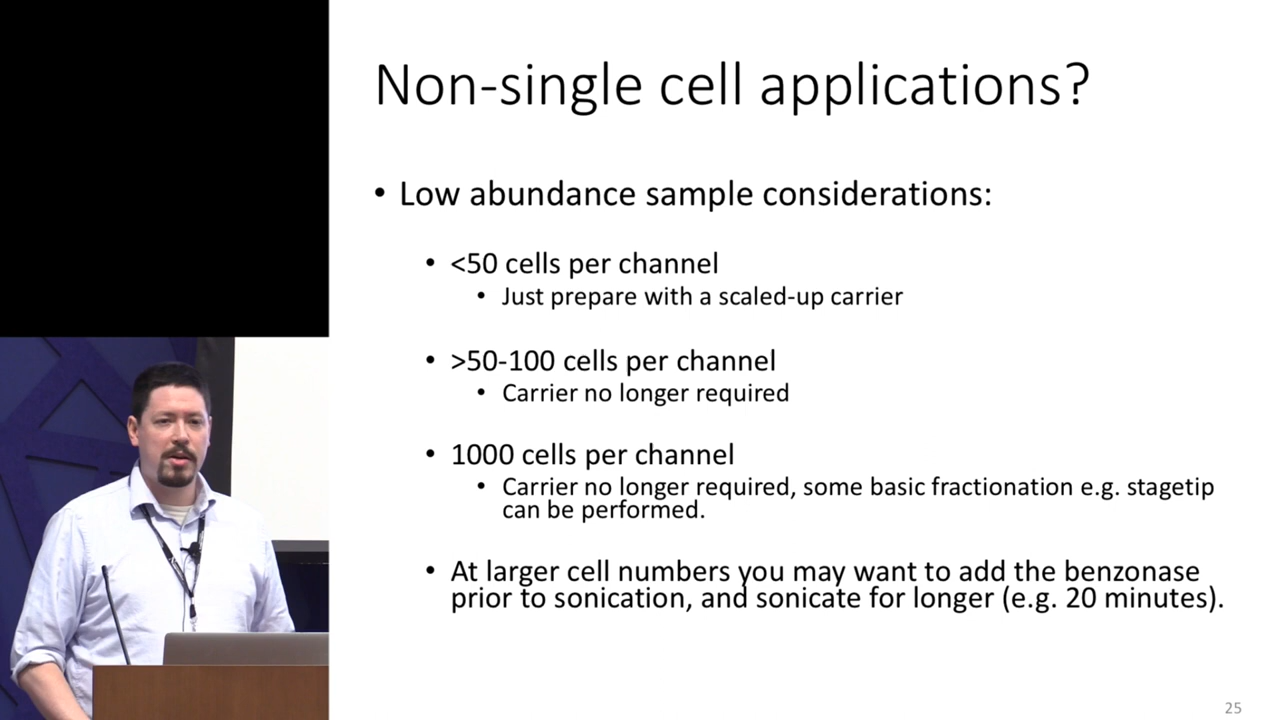 Non-single cell applications?
• Low abundance sample considerations:
• <50 cells per channel
• Just prepare with a scaled-up carrier
• >50-100 cells per channel
• Carrier no longer required
• 1000 cells per channel
• Carrier no longer required, some basic fractionation e.g. stagetip
can be performed.
• At larger cell numbers you may want to add the benzonase
prior to sonication, and sonicate for longer (e.g. 20 minutes).
25